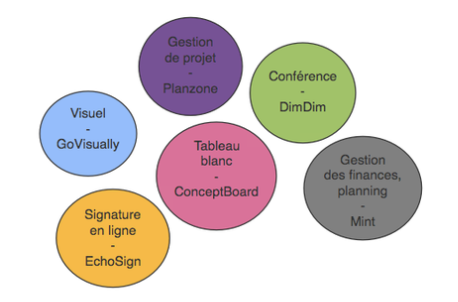 Gestion
de projet
-
Planzone
Conférence
-
DimDim
Visuel
-
GoVisually
Tableau
blanc
-
ConceptBoard
Gestion
des finances,
planning
-
Mint
Signature
en ligne
-
EchoSign